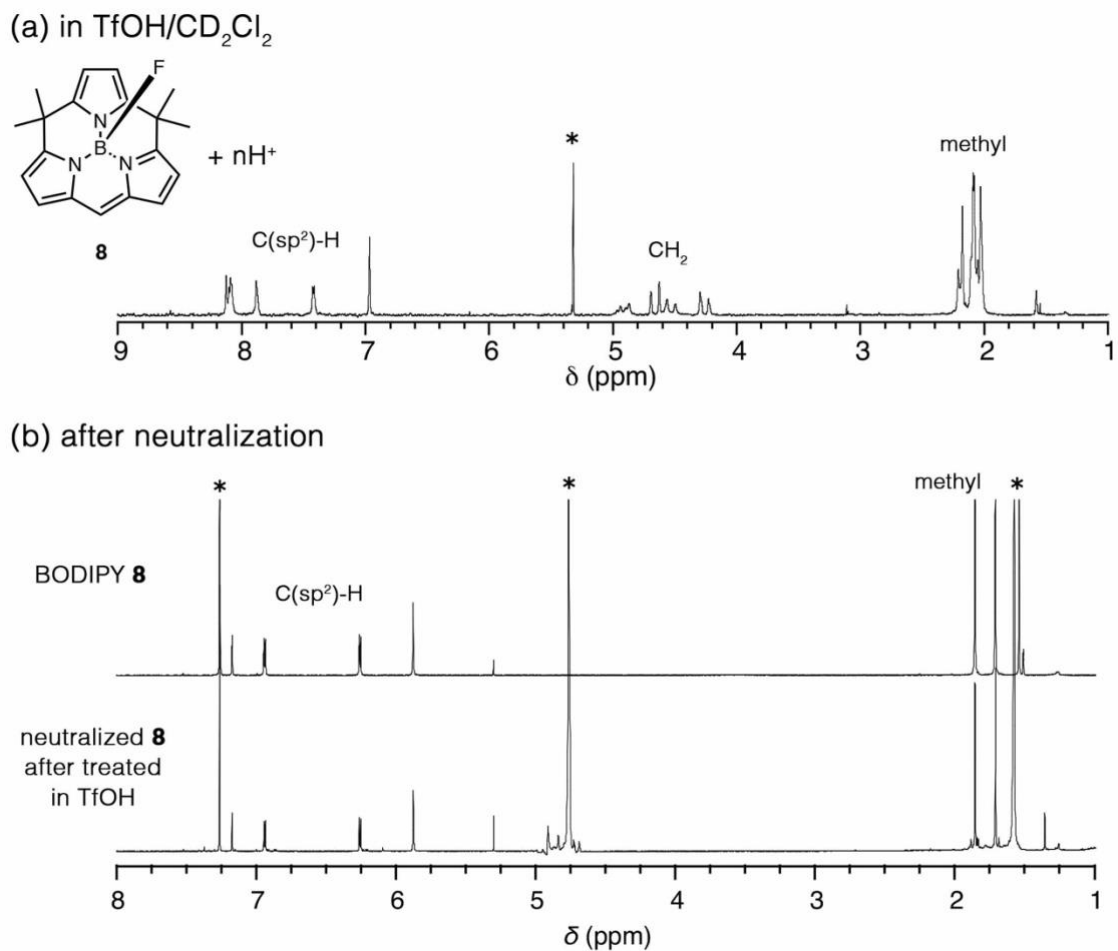 (a) in TfOH/CD₂Cl₂
F
N
B
N
N
+ nH⁺
8
C(sp²)-H
*
CH₂
methyl
9 8 7 6 5 4 3 2 1
δ (ppm)
(b) after neutralization
*
*
methyl
*
BODIPY 8
C(sp²)-H
neutralized 8
after treated
in TfOH
8 7 6 5 4 3 2 1
δ (ppm)